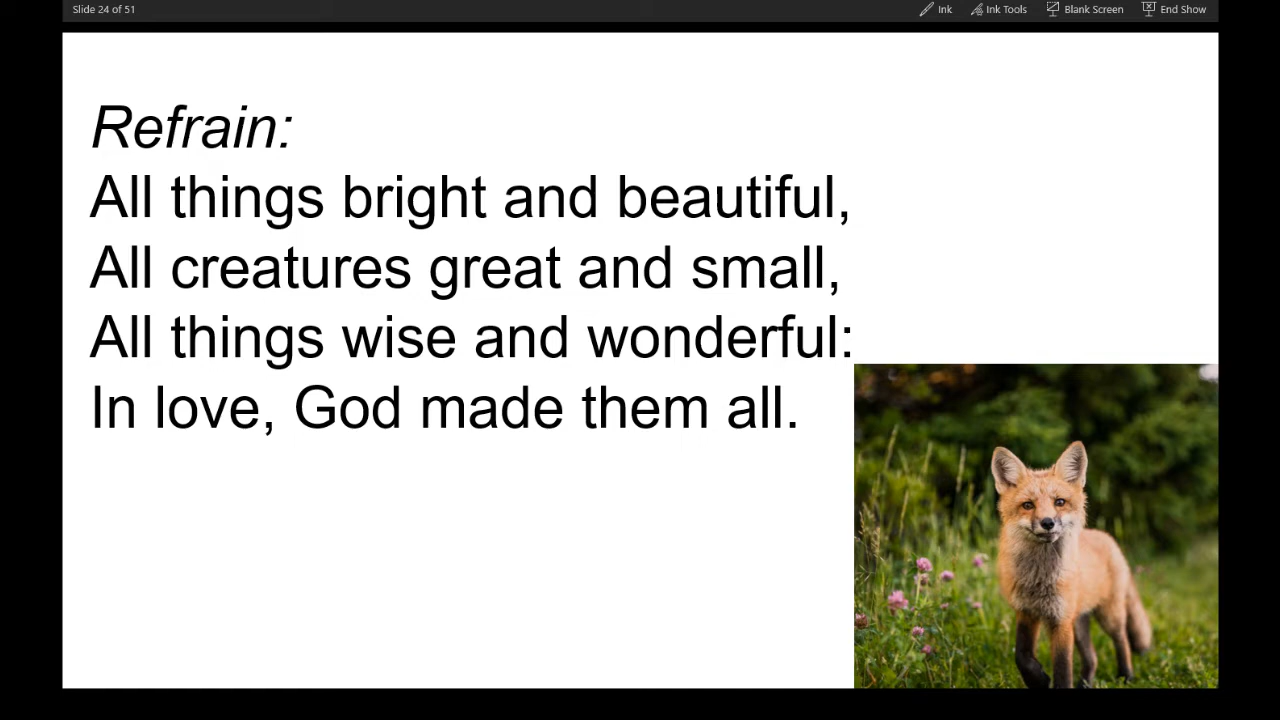 Slide 24 of 51
Ink Ink Tools Blank Screen End Show
Refrain:
All things bright and beautiful,
All creatures great and small,
All things wise and wonderful:
In love, God made them all.